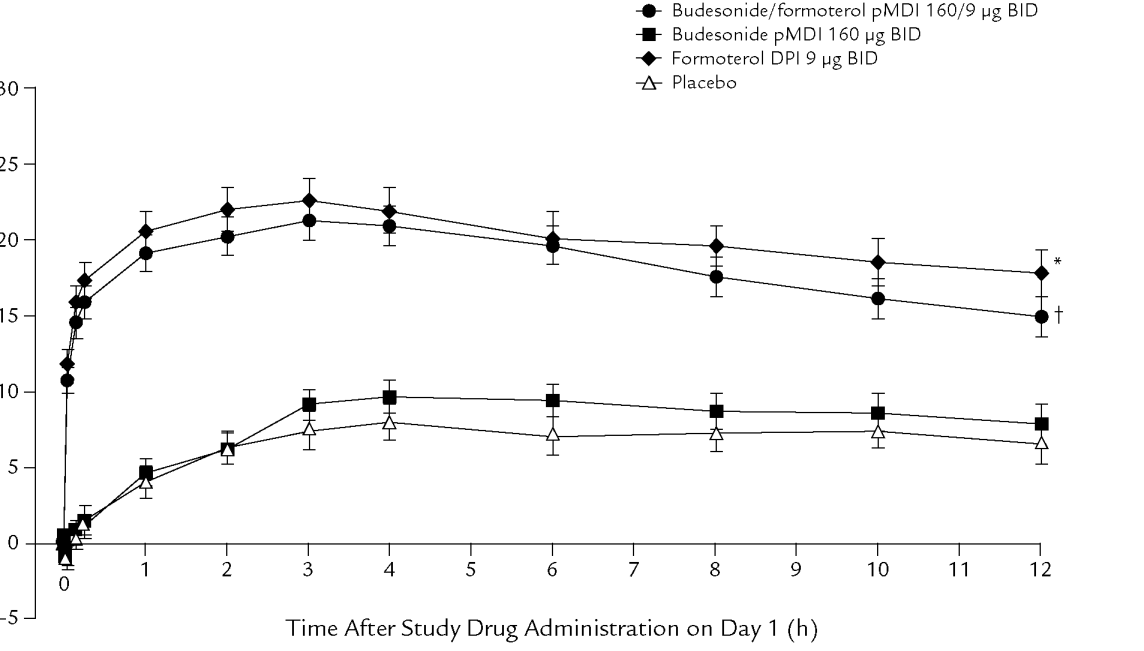 Budesonide/formoterol pMDI 160/9 µg BID
Budesonide pMDI 160 µg BID
Formoterol DPI 9 µg BID
Placebo
30
25
20
15
10
5
0
-5
*
†
0 1 2 3 4 5 6 7 8 9 10 11 12
Time After Study Drug Administration on Day 1 (h)